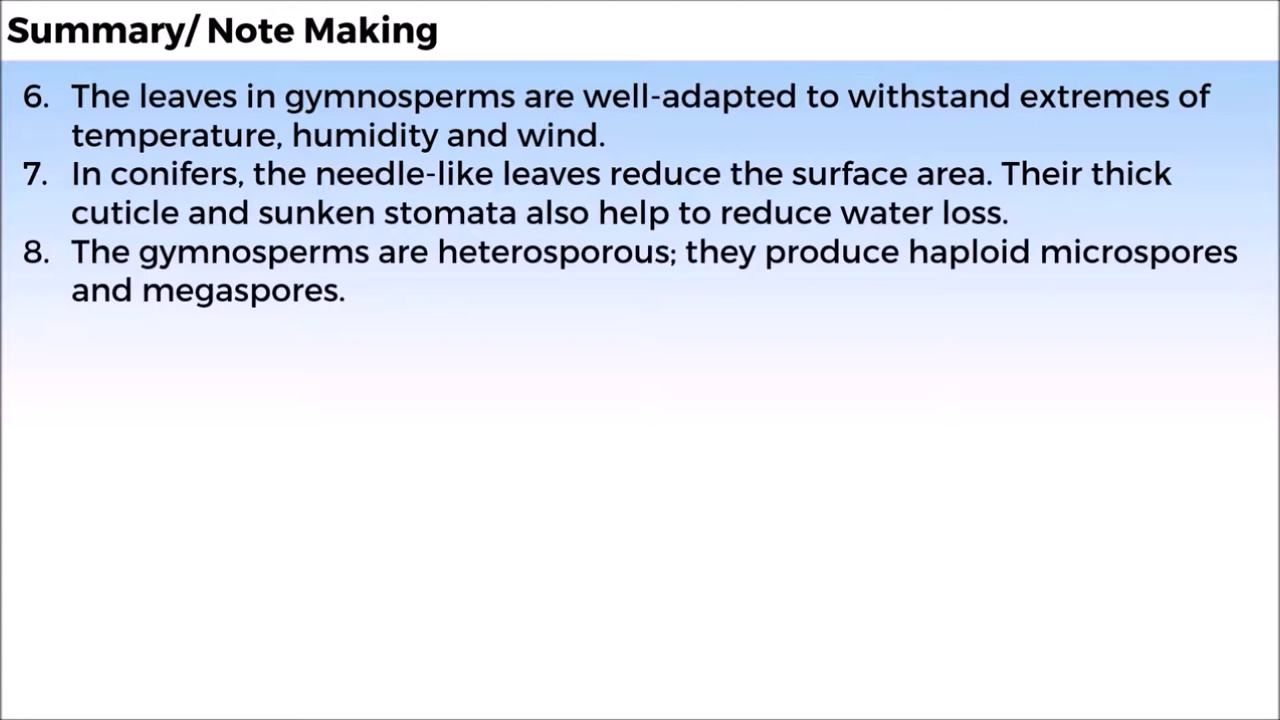 Summary/ Note Making
6. The leaves in gymnosperms are well-adapted to withstand extremes of
temperature, humidity and wind.
7. In conifers, the needle-like leaves reduce the surface area. Their thick
cuticle and sunken stomata also help to reduce water loss.
8. The gymnosperms are heterosporous; they produce haploid microspores
and megaspores.